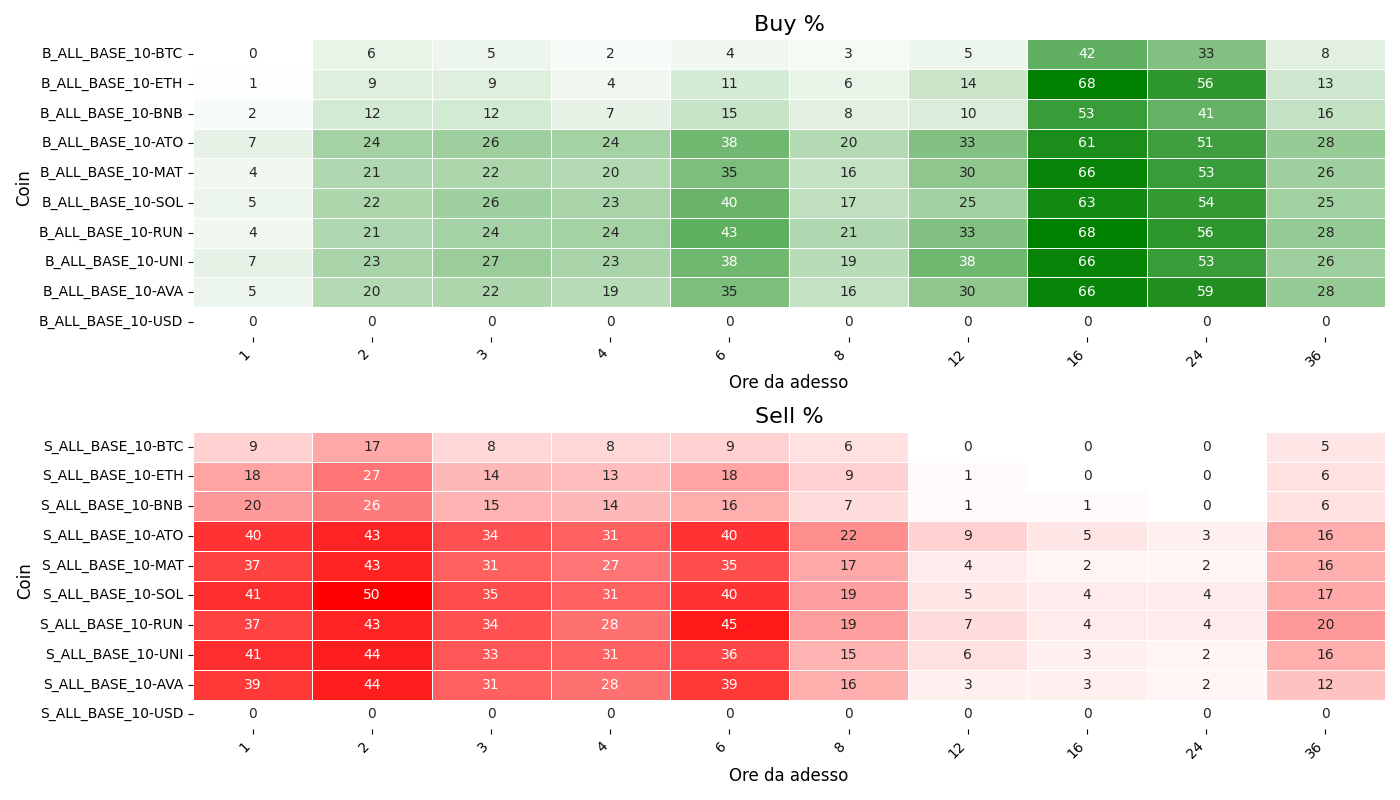 Buy %
Coin
B_ALL_BASE_10-BTC 0 6 5 2 4 3 5 42 33 8
B_ALL_BASE_10-ETH 1 9 9 4 11 6 14 68 56 13
B_ALL_BASE_10-BNB 2 12 12 7 15 8 10 53 41 16
B_ALL_BASE_10-ATO 7 24 26 24 38 20 33 61 51 28
B_ALL_BASE_10-MAT 4 21 22 20 35 16 30 66 53 26
B_ALL_BASE_10-SOL 5 22 26 23 40 17 25 63 54 25
B_ALL_BASE_10-RUN 4 21 24 24 43 21 33 68 56 28
B_ALL_BASE_10-UNI 7 23 27 23 38 19 38 66 53 26
B_ALL_BASE_10-AVA 5 20 22 19 35 16 30 66 59 28
B_ALL_BASE_10-USD 0 0 0 0 0 0 0 0 0 0
1 2 3 4 6 8 12 16 24 36
Ore da adesso
Sell %
Coin
S_ALL_BASE_10-BTC 9 17 8 8 9 6 0 0 0 5
S_ALL_BASE_10-ETH 18 27 14 13 18 9 1 0 0 6
S_ALL_BASE_10-BNB 20 26 15 14 16 7 1 1 0 6
S_ALL_BASE_10-ATO 40 43 34 31 40 22 9 5 3 16
S_ALL_BASE_10-MAT 37 43 31 27 35 17 4 2 2 16
S_ALL_BASE_10-SOL 41 50 35 31 40 19 5 4 4 17
S_ALL_BASE_10-RUN 37 43 34 28 45 19 7 4 4 20
S_ALL_BASE_10-UNI 41 44 33 31 36 15 6 3 2 16
S_ALL_BASE_10-AVA 39 44 31 28 39 16 3 3 2 12
S_ALL_BASE_10-USD 0 0 0 0 0 0 0 0 0 0
1 2 3 4 6 8 12 16 24 36
Ore da adesso